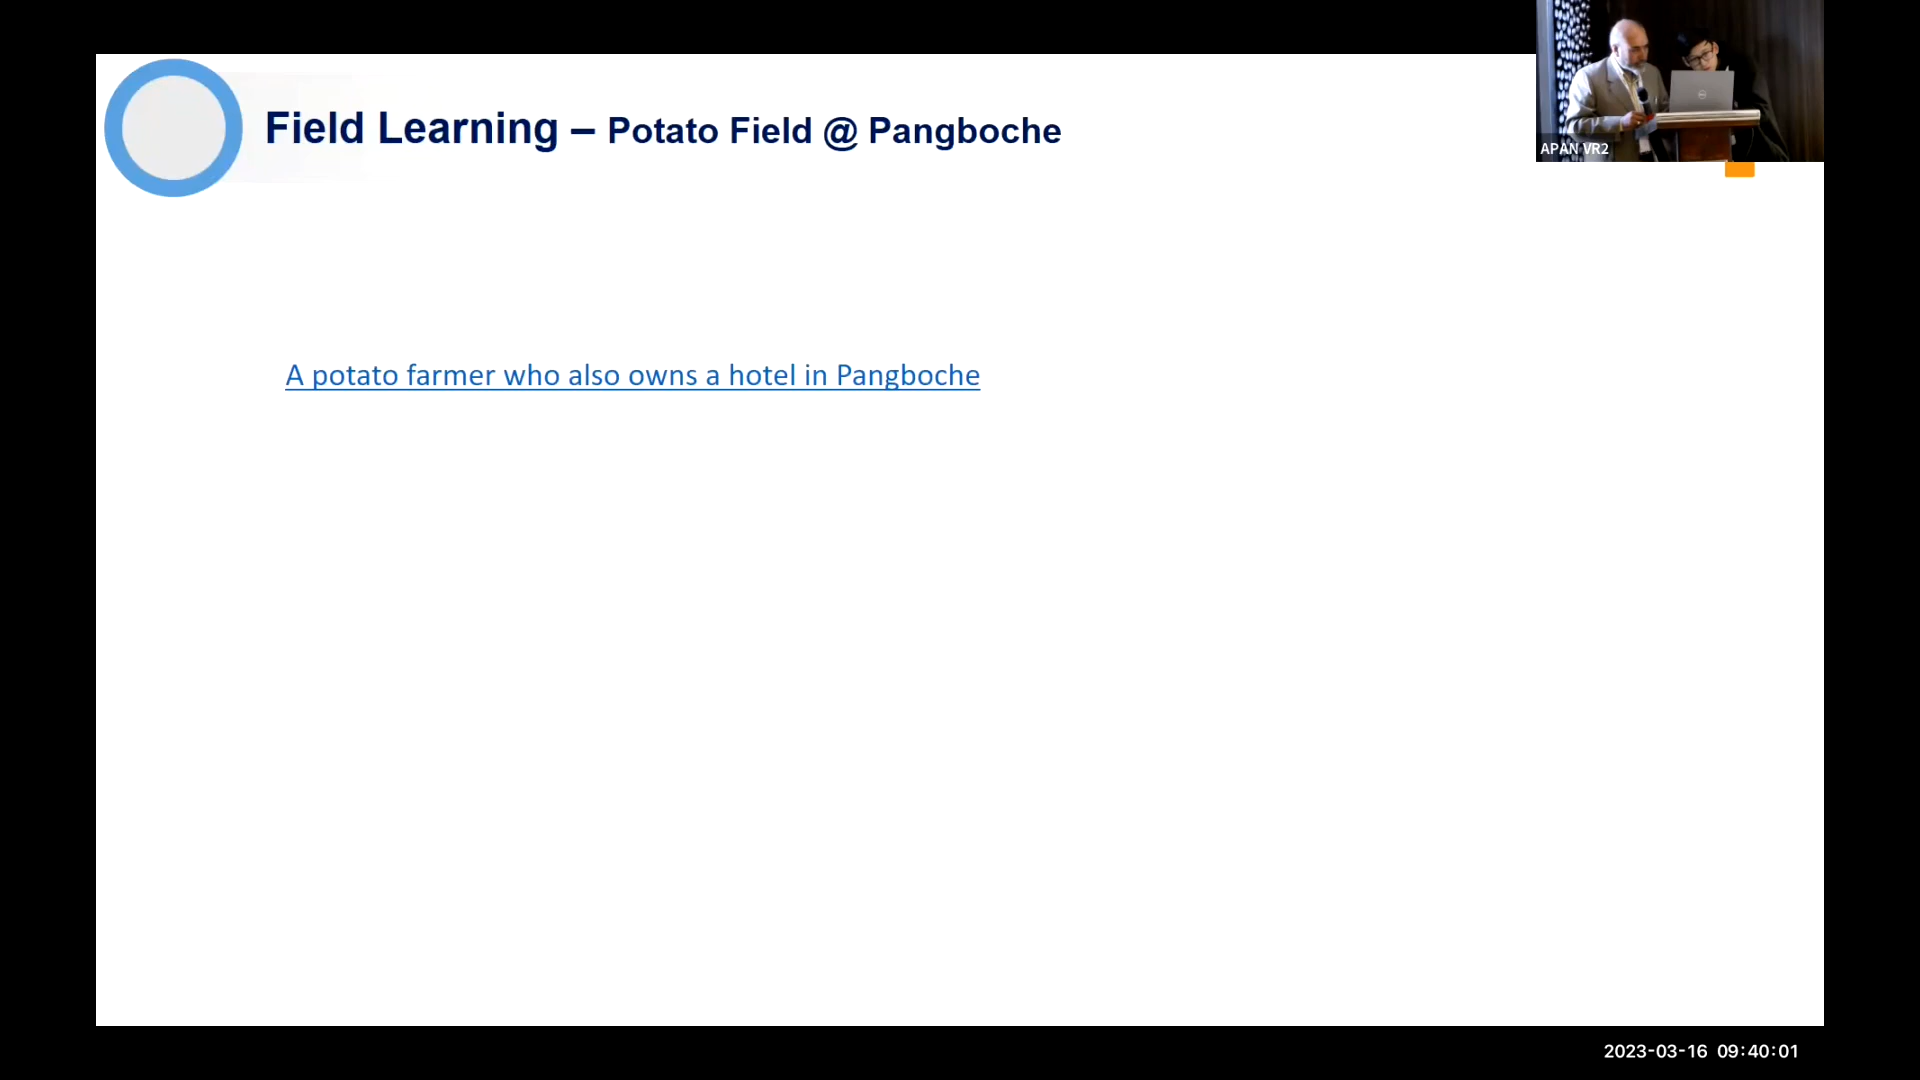 Field Learning – Potato Field @ Pangboche
APAN VR2
A potato farmer who also owns a hotel in Pangboche
2023-03-16 09:40:01